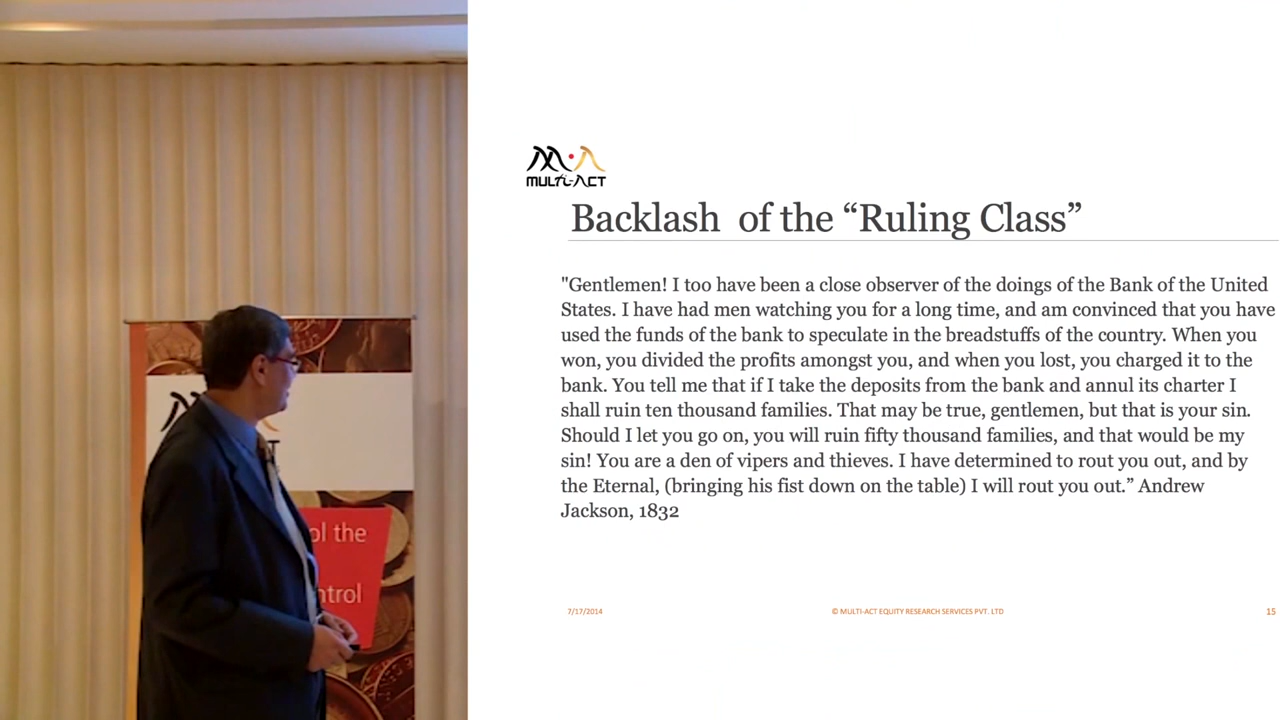 MULTI-ACT
Backlash of the “Ruling Class”
"Gentlemen! I too have been a close observer of the doings of the Bank of the United
States. I have had men watching you for a long time, and am convinced that you have
used the funds of the bank to speculate in the breadstuffs of the country. When you
won, you divided the profits amongst you, and when you lost, you charged it to the
bank. You tell me that if I take the deposits from the bank and annul its charter I
shall ruin ten thousand families. That may be true, gentlemen, but that is your sin.
Should I let you go on, you will ruin fifty thousand families, and that would be my
sin! You are a den of vipers and thieves. I have determined to rout you out, and by
the Eternal, (bringing his fist down on the table) I will rout you out.” Andrew
Jackson, 1832
7/17/2014
© MULTI-ACT EQUITY RESEARCH SERVICES PVT. LTD
15
the